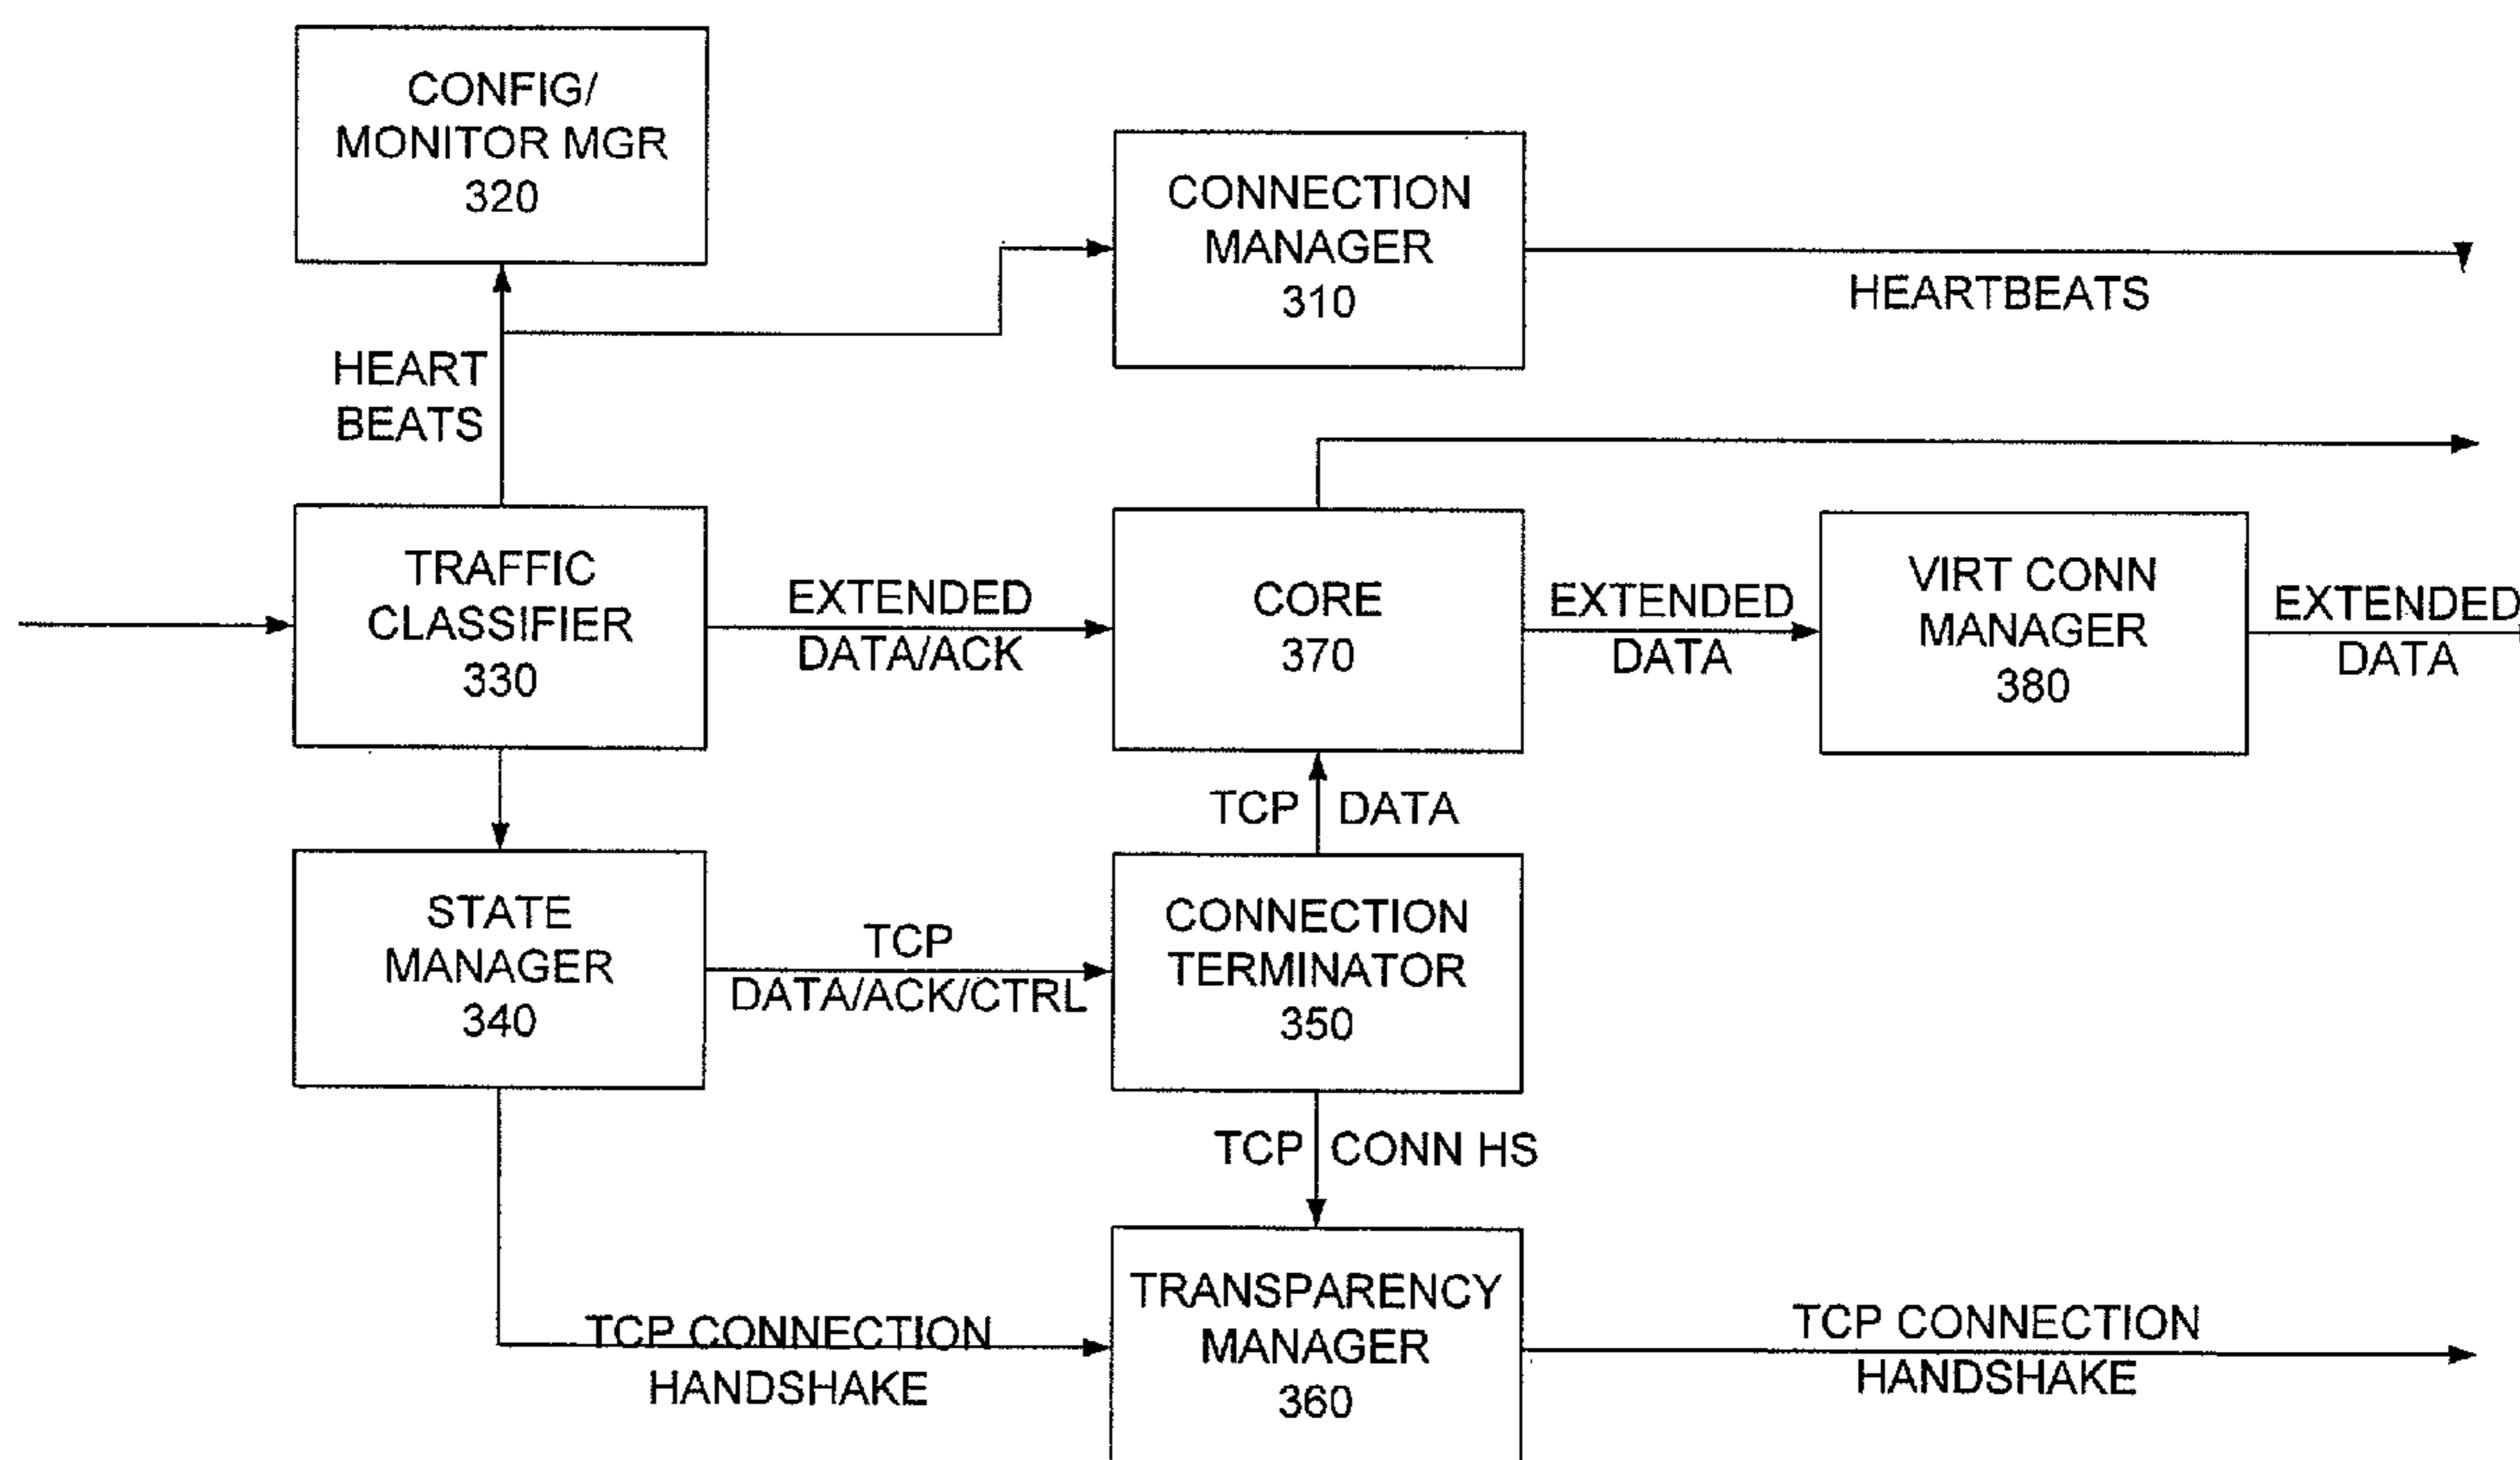 CONFIG/
MONITOR MGR
320
CONNECTION
MANAGER
310
HEARTBEATS
HEART
BEATS
TRAFFIC
CLASSIFIER
330
EXTENDED
DATA/ACK
CORE
370
EXTENDED
DATA
VIRT CONN
MANAGER
380
EXTENDED
DATA
TCP DATA
STATE
MANAGER
340
TCP
DATA/ACK/CTRL
CONNECTION
TERMINATOR
350
TCP CONN HS
TCP CONNECTION
HANDSHAKE
TRANSPARENCY
MANAGER
360
TCP CONNECTION
HANDSHAKE